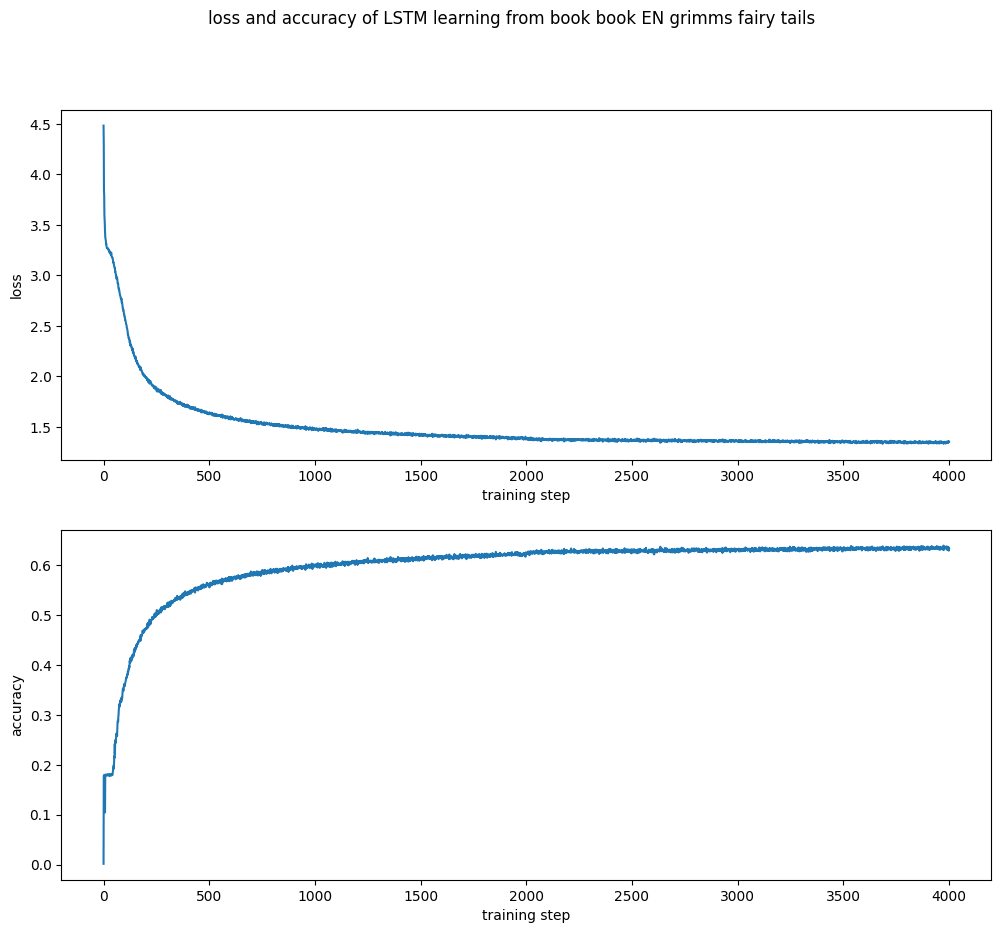 loss and accuracy of LSTM learning from book book EN grimms fairy tails
4.5
4.0
3.5
3.0
2.5
2.0
1.5
loss
0 500 1000 1500 2000 2500 3000 3500 4000
training step
0.6
0.5
0.4
0.3
0.2
0.1
0.0
accuracy
0 500 1000 1500 2000 2500 3000 3500 4000
training step